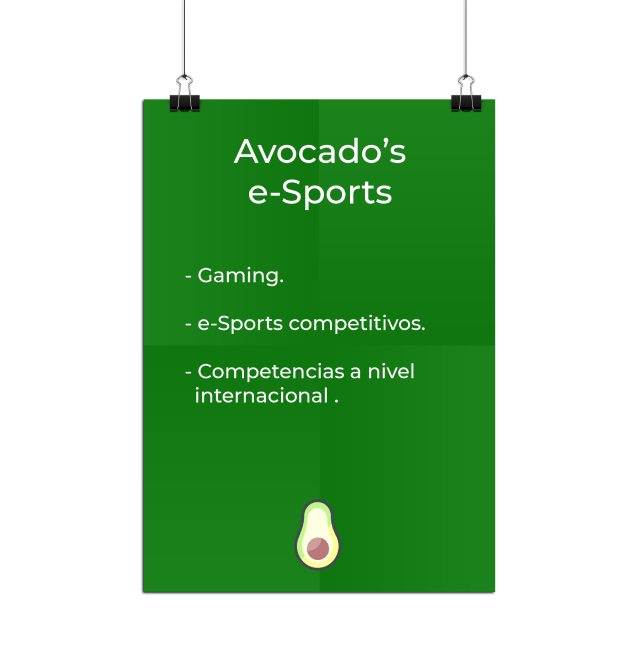 Avocado’s
e-Sports
- Gaming.
- e-Sports competitivos.
- Competencias a nivel
internacional .